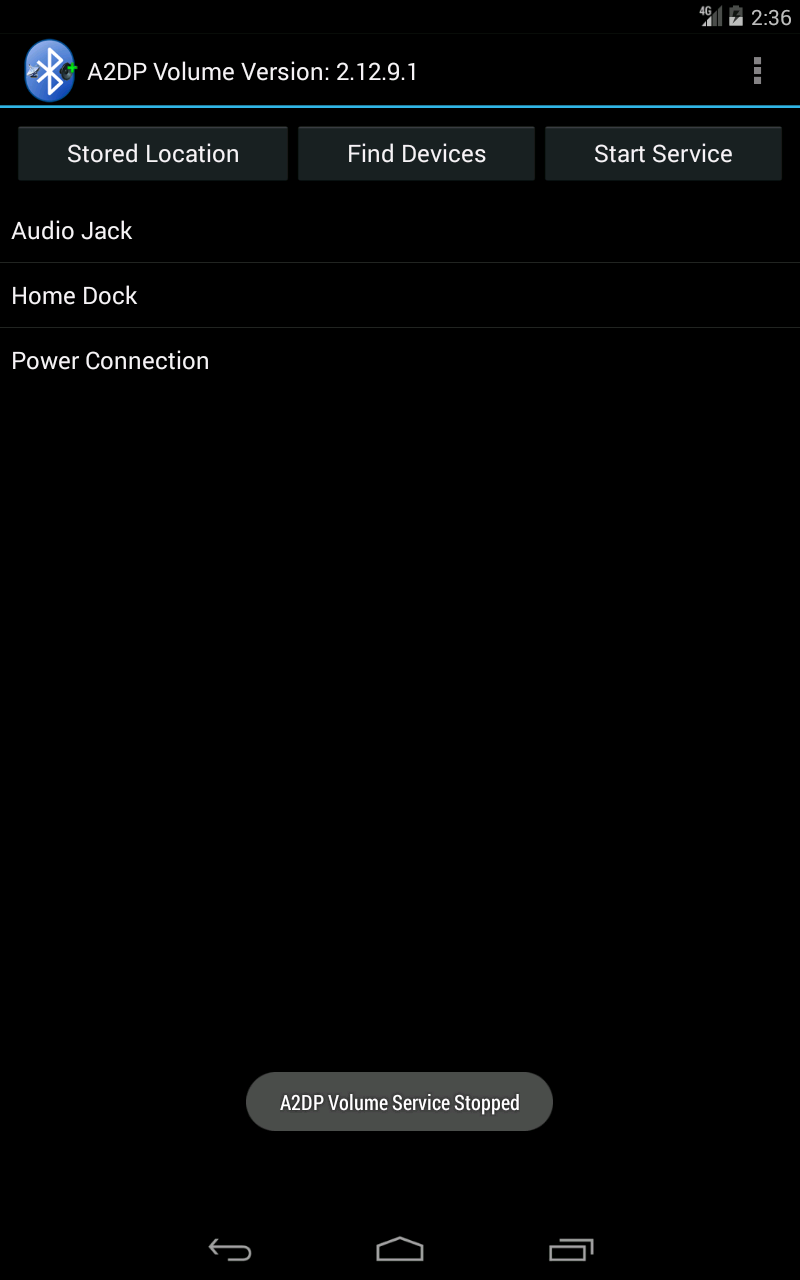 4G 2:36
A2DP Volume Version: 2.12.9.1
Stored Location Find Devices Start Service
Audio Jack
Home Dock
Power Connection
A2DP Volume Service Stopped